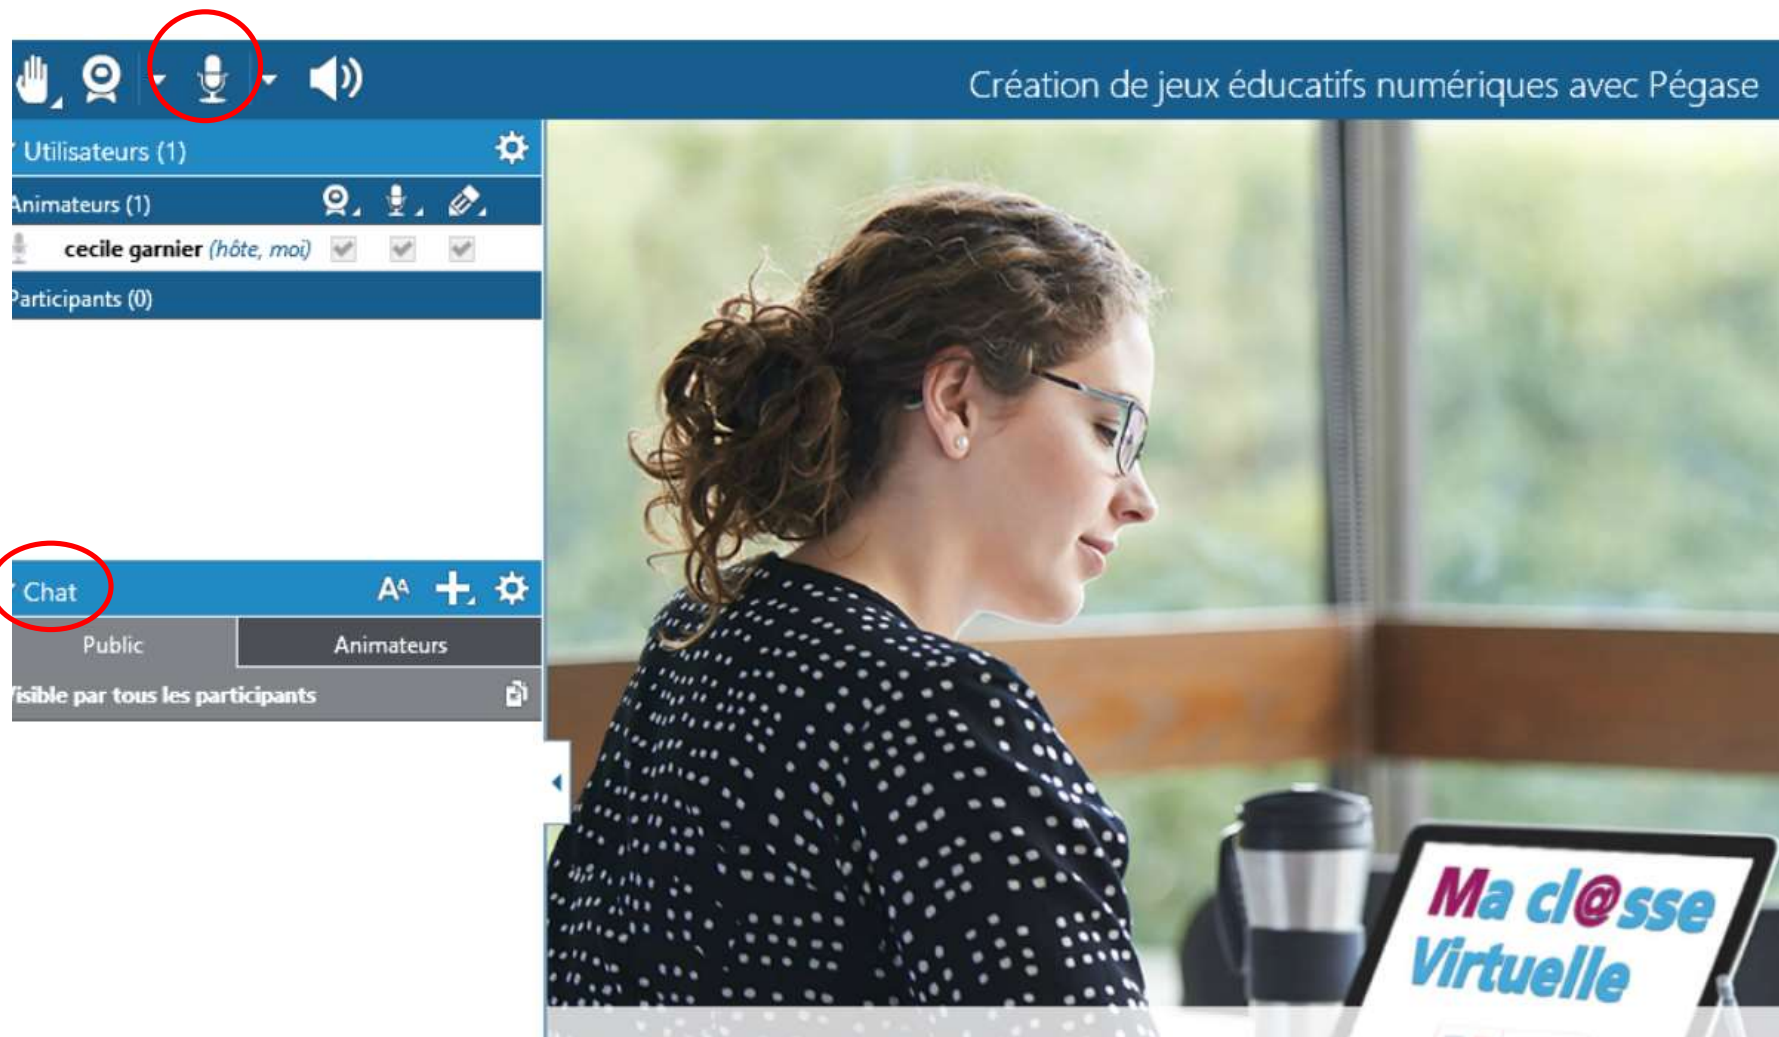 Création de jeux éducatifs numériques avec Pégase
Utilisateurs (1)
Animateurs (1)
cecile garnier (hôte, moi)
Participants (0)
Chat
Public
Animateurs
Visible par tous les participants
Ma cl@sse
Virtuelle